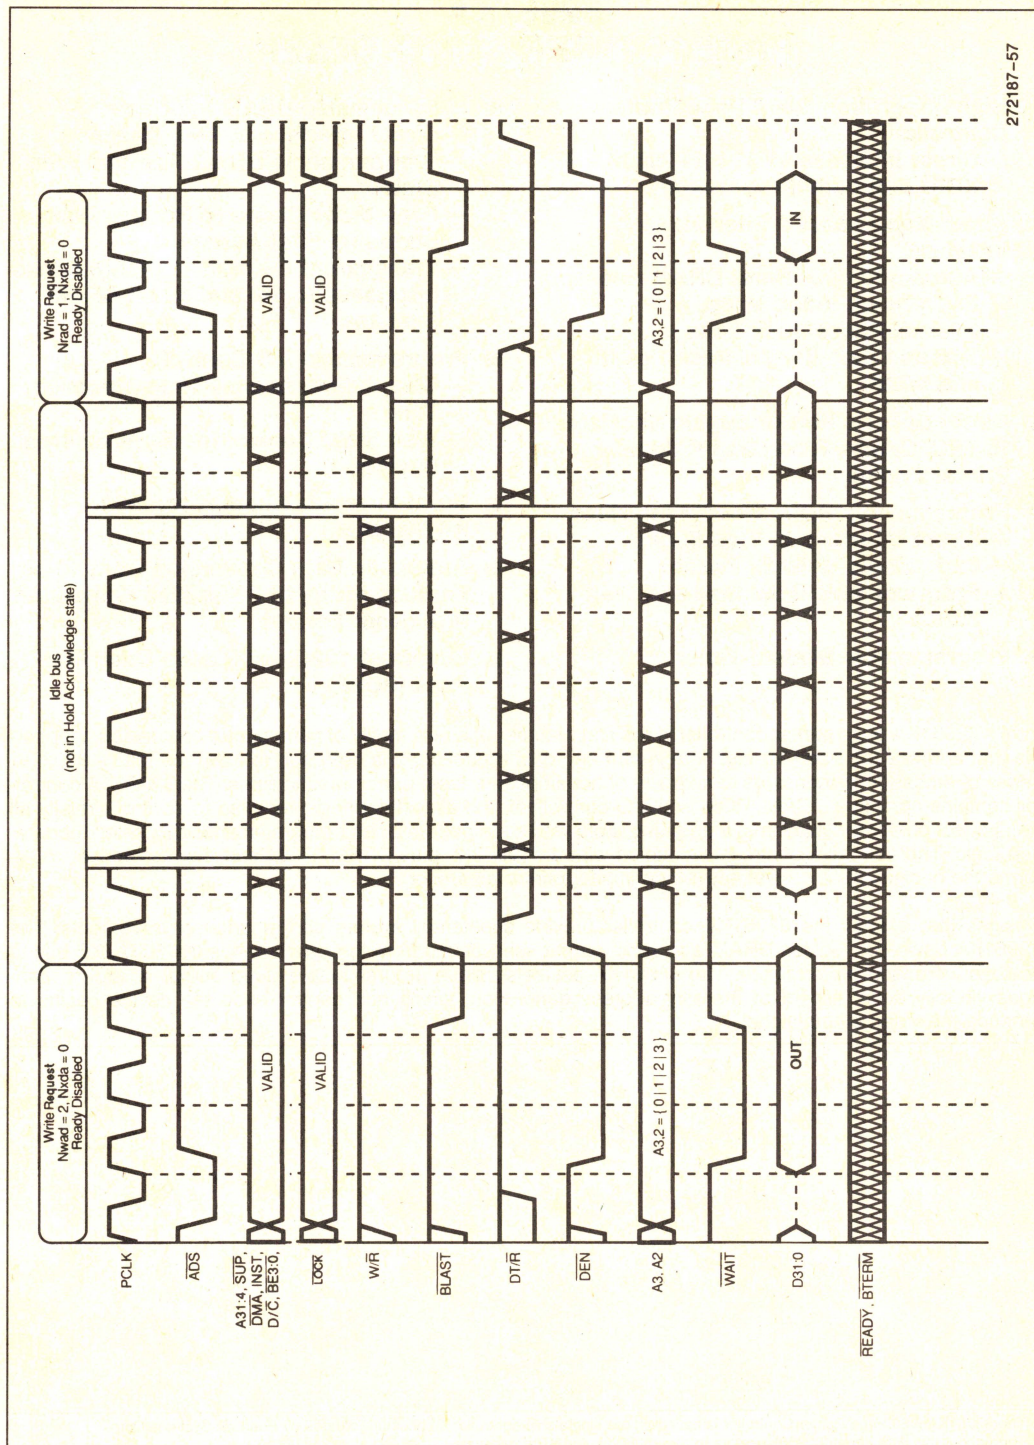 Write Request
Nwad = 2, Nxda = 0
Ready Disabled
Idle bus
(not in Hold Acknowledge state)
Write Request
Nrad = 1, Nxda = 0
Ready Disabled
PCLK
ADS
A31:4, SUP,
DMA, INST,
D/C, BE3:0,
VALID
VALID
LOCK
VALID
VALID
W/R
BLAST
DT/R
DEN
A3, A2
A3,2 = {0|1|2|3}
A3,2 = {0|1|2|3}
WAIT
D31:0
OUT
IN
READY, BTERM
272187-57